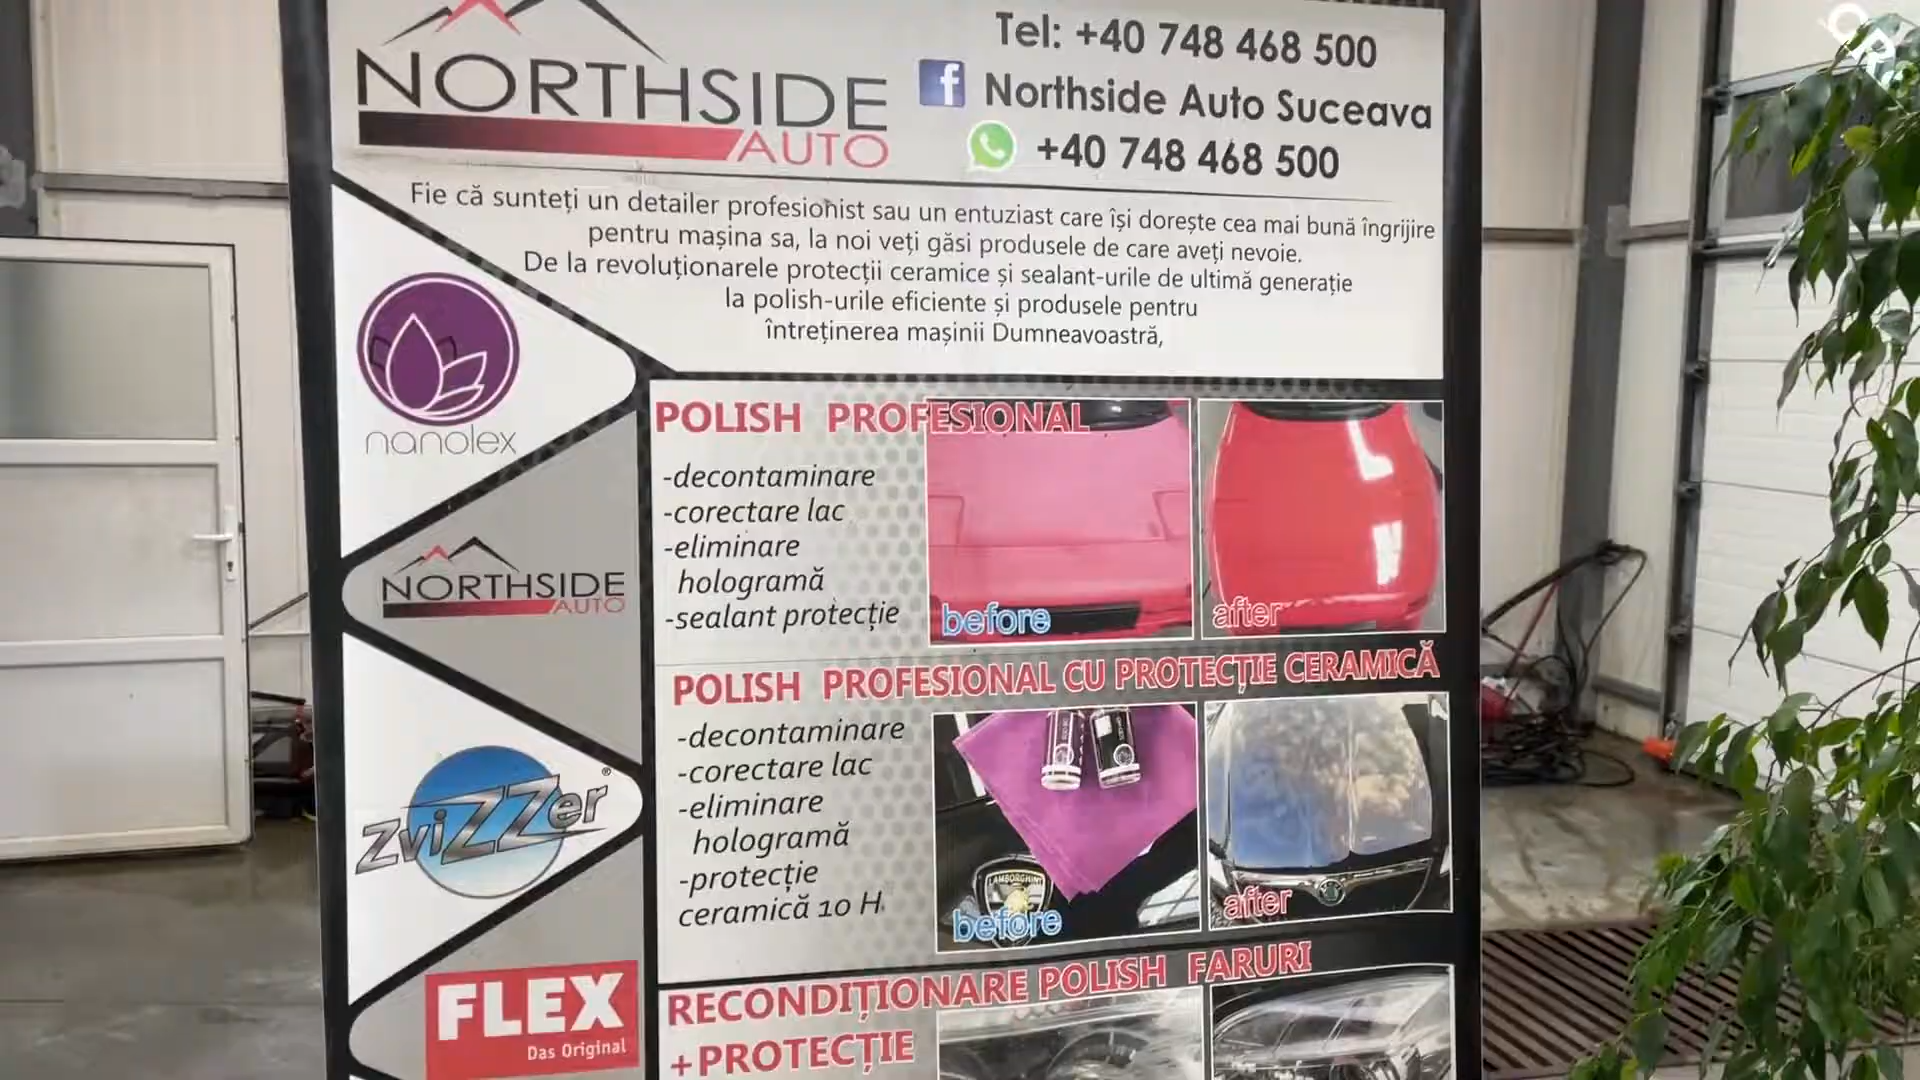 NORTHSIDE
AUTO
Tel: +40 748 468 500
Northside Auto Suceava
+40 748 468 500
Fie că sunteți un detailer profesionist sau un entuziast care își dorește cea mai bună îngrijire
pentru mașina sa, la noi veți găsi produsele de care aveți nevoie.
De la revoluționarele protecții ceramice și sealant-urile de ultimă generație
la polish-urile eficiente și produsele pentru
întreținerea mașinii Dumneavoastră,
nanolex
NORTHSIDE
AUTO
ZviZZer®
FLEX
Das Original
POLISH PROFESIONAL
-decontaminare
-corectare lac
-eliminare
hologramă
-sealant protecție
before
after
POLISH PROFESIONAL CU PROTECȚIE CERAMICĂ
-decontaminare
-corectare lac
-eliminare
hologramă
-protecție
ceramică 10 H
LAMBORGHINI
before
after
RECONDIȚIONARE POLISH FARURI
+PROTECȚIE